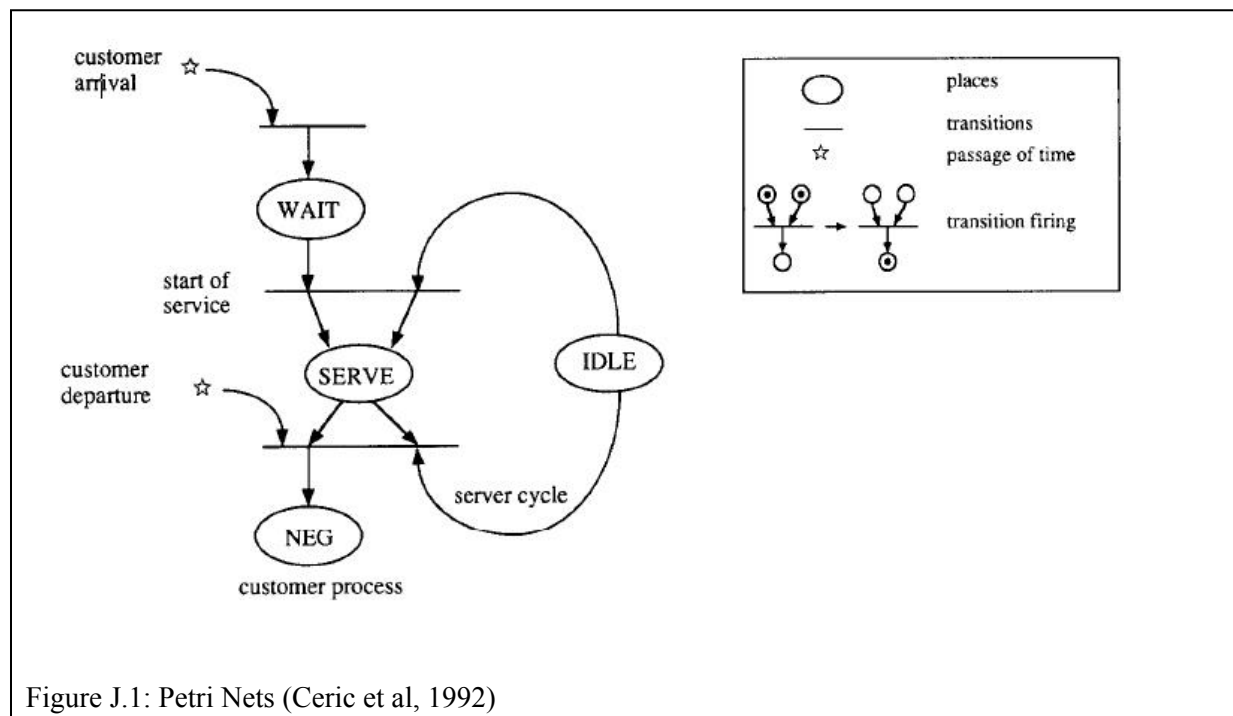 customer
arrival
WAIT
start of
service
customer
departure
SERVE
IDLE
server cycle
NEG
customer process
places
transitions
passage of time
transition firing
Figure J.1: Petri Nets (Ceric et al, 1992)